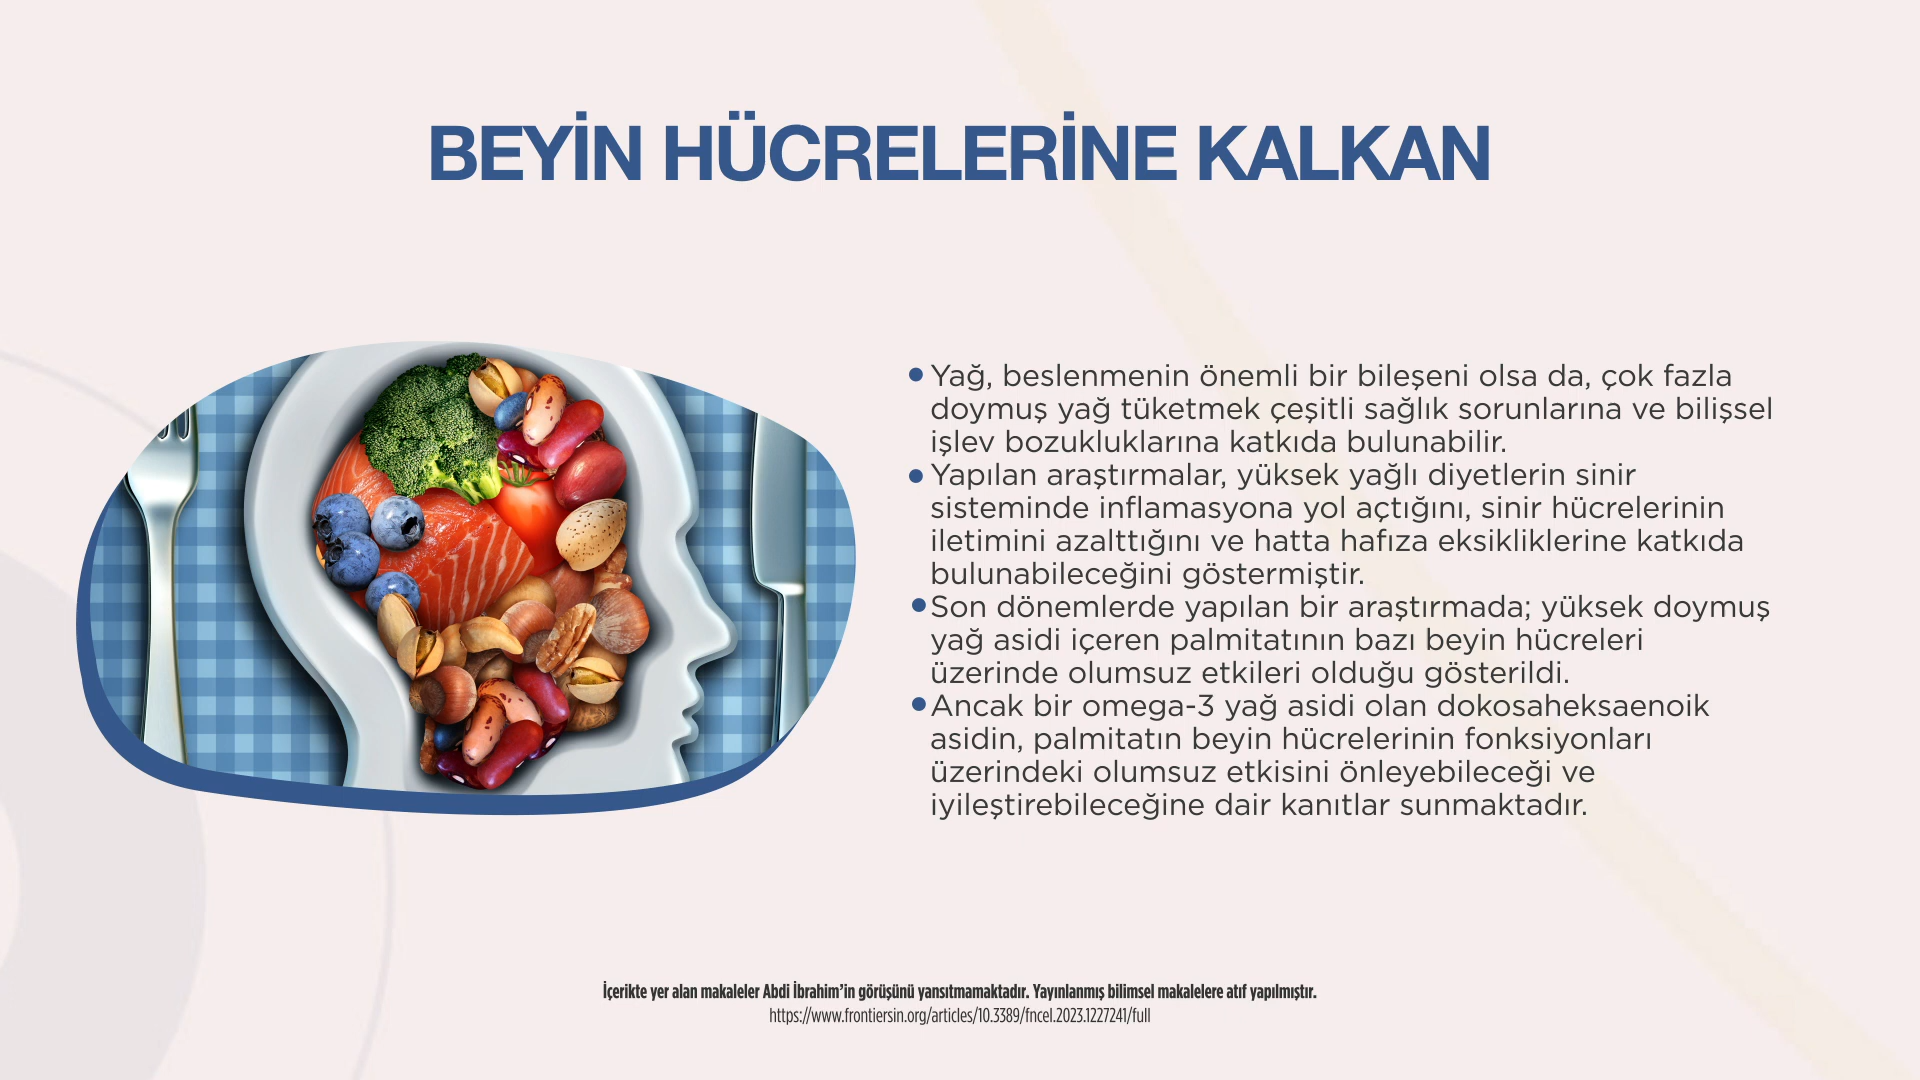 BEYİN HÜCRELERİNE KALKAN
• Yağ, beslenmenin önemli bir bileşeni olsa da, çok fazla
doymuş yağ tüketmek çeşitli sağlık sorunlarına ve bilişsel
işlev bozukluklarına katkıda bulunabilir.
• Yapılan araştırmalar, yüksek yağlı diyetlerin sinir
sisteminde inflamasyona yol açtığını, sinir hücrelerinin
iletimini azalttığını ve hatta hafıza eksikliklerine katkıda
bulunabileceğini göstermiştir.
• Son dönemlerde yapılan bir araştırmada; yüksek doymuş
yağ asidi içeren palmitatının bazı beyin hücreleri
üzerinde olumsuz etkileri olduğu gösterildi.
• Ancak bir omega-3 yağ asidi olan dokosaheksaenoik
asidin, palmitatın beyin hücrelerinin fonksiyonları
üzerindeki olumsuz etkisini önleyebileceği ve
iyileştirebileceğine dair kanıtlar sunmaktadır.
İçerikte yer alan makaleler Abdi İbrahim'in görüşünü yansıtmamaktadır. Yayınlanmış bilimsel makalelere atıf yapılmıştır.
https://www.frontiersin.org/articles/10.3389/fncel.2023.1227241/full